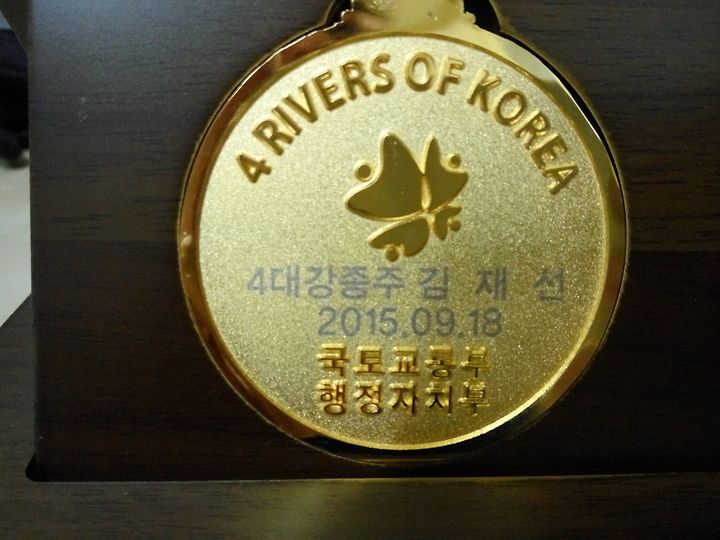 4 RIVERS OF KOREA
4대강종주 김 재 선
2015.09.18
국토교통부
행정자치부